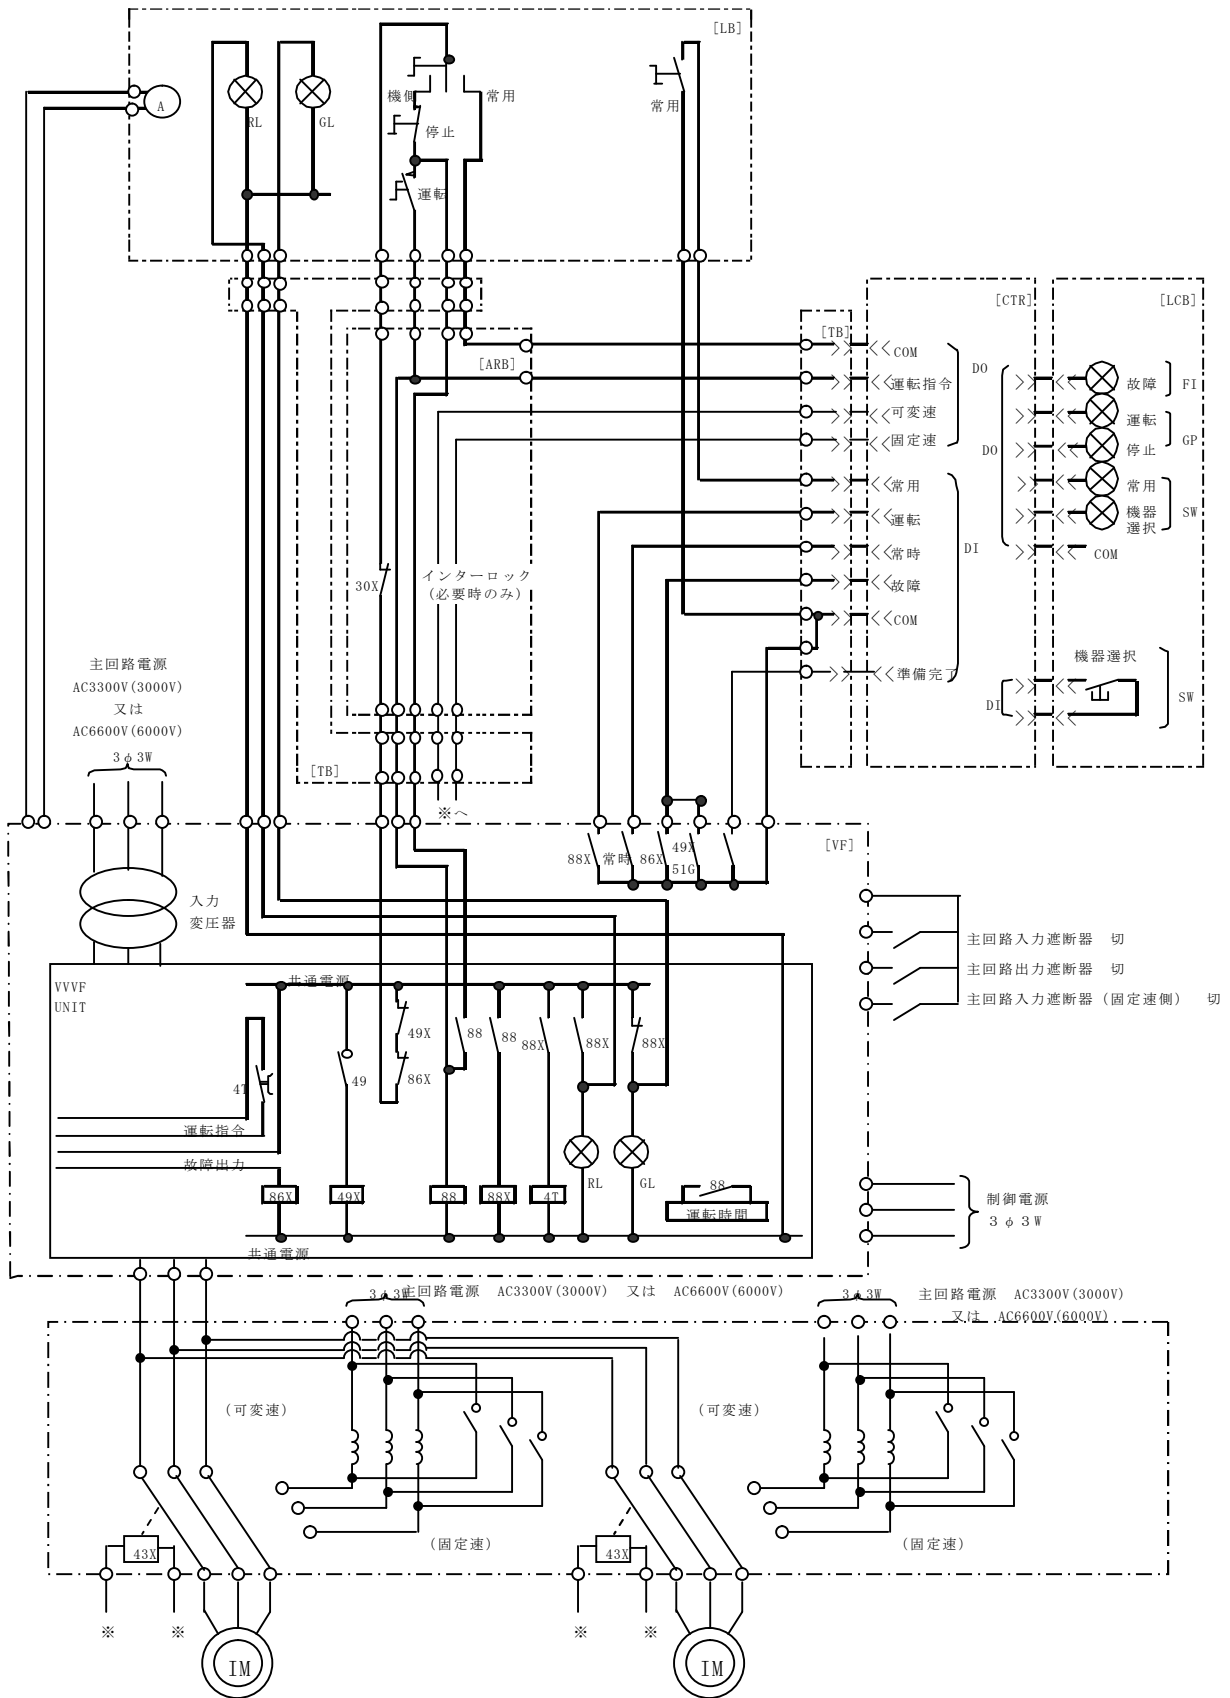 [LB]
A
RL
GL
機側
常用
停止
運転
常用
[CTR]
[LCB]
[TB]
[ARB]
COM
運転指令
可変速
固定速
DO
常用
運転
常時
故障
COM
準備完了
DI
DO
故障
FI
運転
停止
GP
常用
機器
選択
SW
COM
機器選択
DI
SW
30X
インターロック
(必要時のみ)
主回路電源
AC3300V(3000V)
又は
AC6600V(6000V)
3φ3W
[TB]
※へ
[VF]
88X
常時
86X
49X
51G
入力
変圧器
主回路入力遮断器 切
主回路出力遮断器 切
主回路入力遮断器(固定速側) 切
VVVF
UNIT
共通電源
4T
49
49X
86X
88
88
88X
88X
88X
運転指令
故障出力
RL
GL
86X
49X
88
88X
4T
88
運転時間
共通電源
制御電源
3φ3W
3φ3W
主回路電源 AC3300V(3000V) 又は AC6600V(6000V)
3φ3W
主回路電源 AC3300V(3000V)
又は AC6600V(6000V)
(可変速)
(可変速)
(固定速)
(固定速)
43X
43X
※
※
※
※
IM
IM